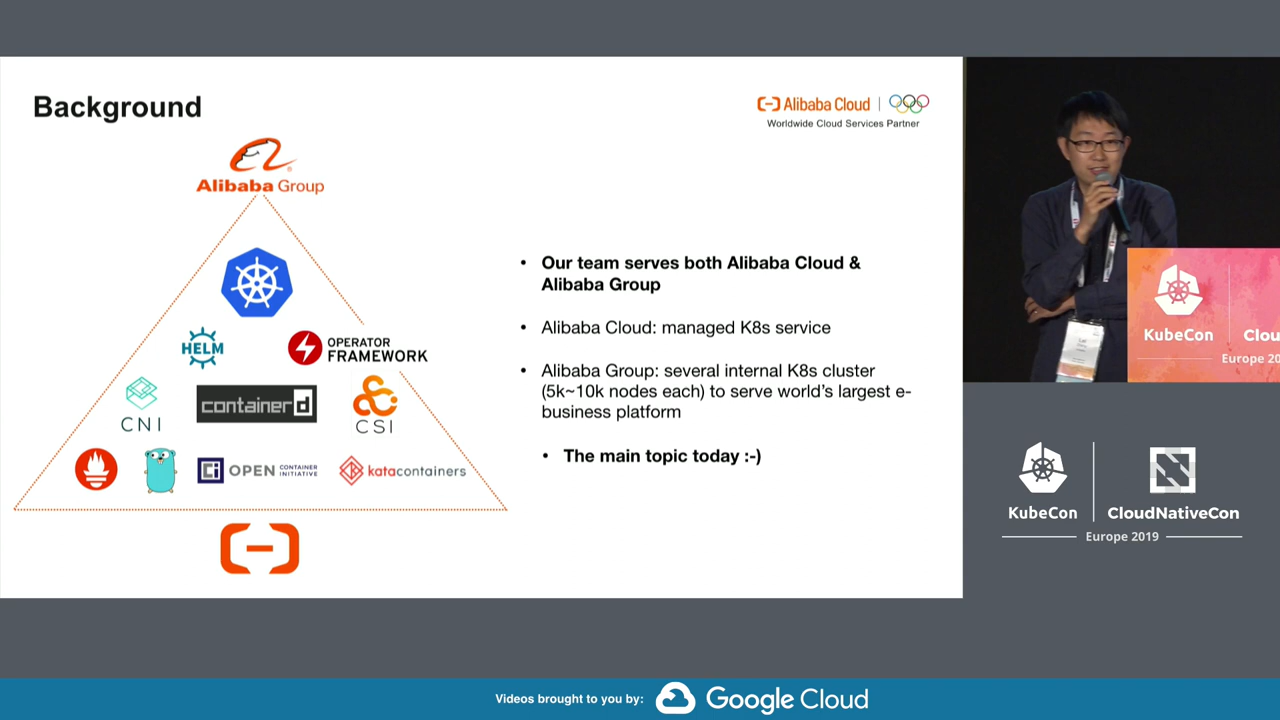 Background
Alibaba Cloud
Worldwide Cloud Services Partner
Alibaba Group
HELM
OPERATOR
FRAMEWORK
CNI
containerd
CSI
OPEN CONTAINER INITIATIVE
katacontainers
• Our team serves both Alibaba Cloud &
Alibaba Group
• Alibaba Cloud: managed K8s service
• Alibaba Group: several internal K8s cluster
(5k~10k nodes each) to serve world's largest e-
business platform
• The main topic today :-)
KubeCon
Clou
Europe 20
KubeCon
CloudNativeCon
Europe 2019
Videos brought to you by:
Google Cloud